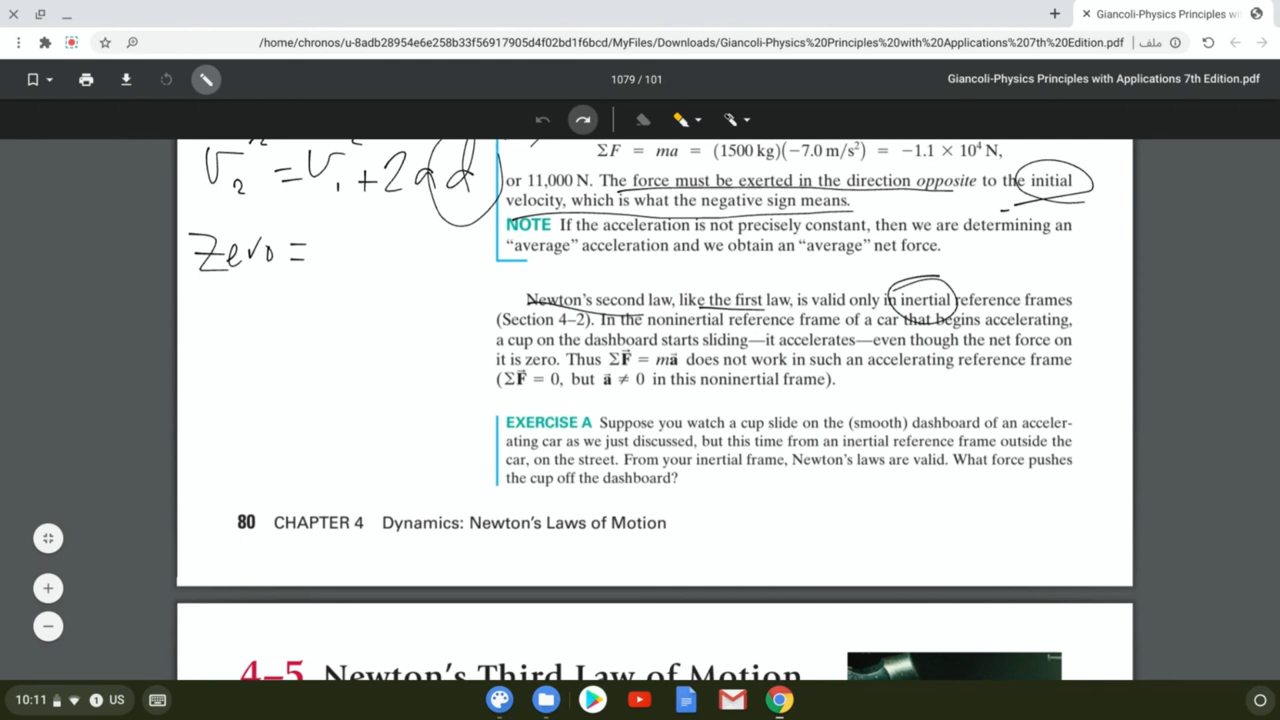 Giancoli-Physics Principles wi
/home/chronos/u-8adb28954e6e258b33f56917905d4f02bd1f6bcd/MyFiles/Downloads/Giancoli-Physics%20Principles%20with%20Applications%207th%20Edition.pdf | ملف
1079 / 101
Giancoli-Physics Principles with Applications 7th Edition.pdf
ΣF = ma = (1500 kg)(−7.0 m/s²) = −1.1 × 10⁴ N,
V₂² = V₁² + 2ad
or 11,000 N. The force must be exerted in the direction opposite to the initial
velocity, which is what the negative sign means.
NOTE If the acceleration is not precisely constant, then we are determining an
“average” acceleration and we obtain an “average” net force.
Zero =
Newton’s second law, like the first law, is valid only in inertial reference frames
(Section 4–2). In the noninertial reference frame of a car that begins accelerating,
a cup on the dashboard starts sliding—it accelerates—even though the net force on
it is zero. Thus ΣF⃗ = ma⃗ does not work in such an accelerating reference frame
(ΣF⃗ = 0, but a⃗ ≠ 0 in this noninertial frame).
EXERCISE A Suppose you watch a cup slide on the (smooth) dashboard of an acceler-
ating car as we just discussed, but this time from an inertial reference frame outside the
car, on the street. From your inertial frame, Newton’s laws are valid. What force pushes
the cup off the dashboard?
80 CHAPTER 4 Dynamics: Newton’s Laws of Motion
4–5 Newton’s Third Law of Motion
10:11 1 US